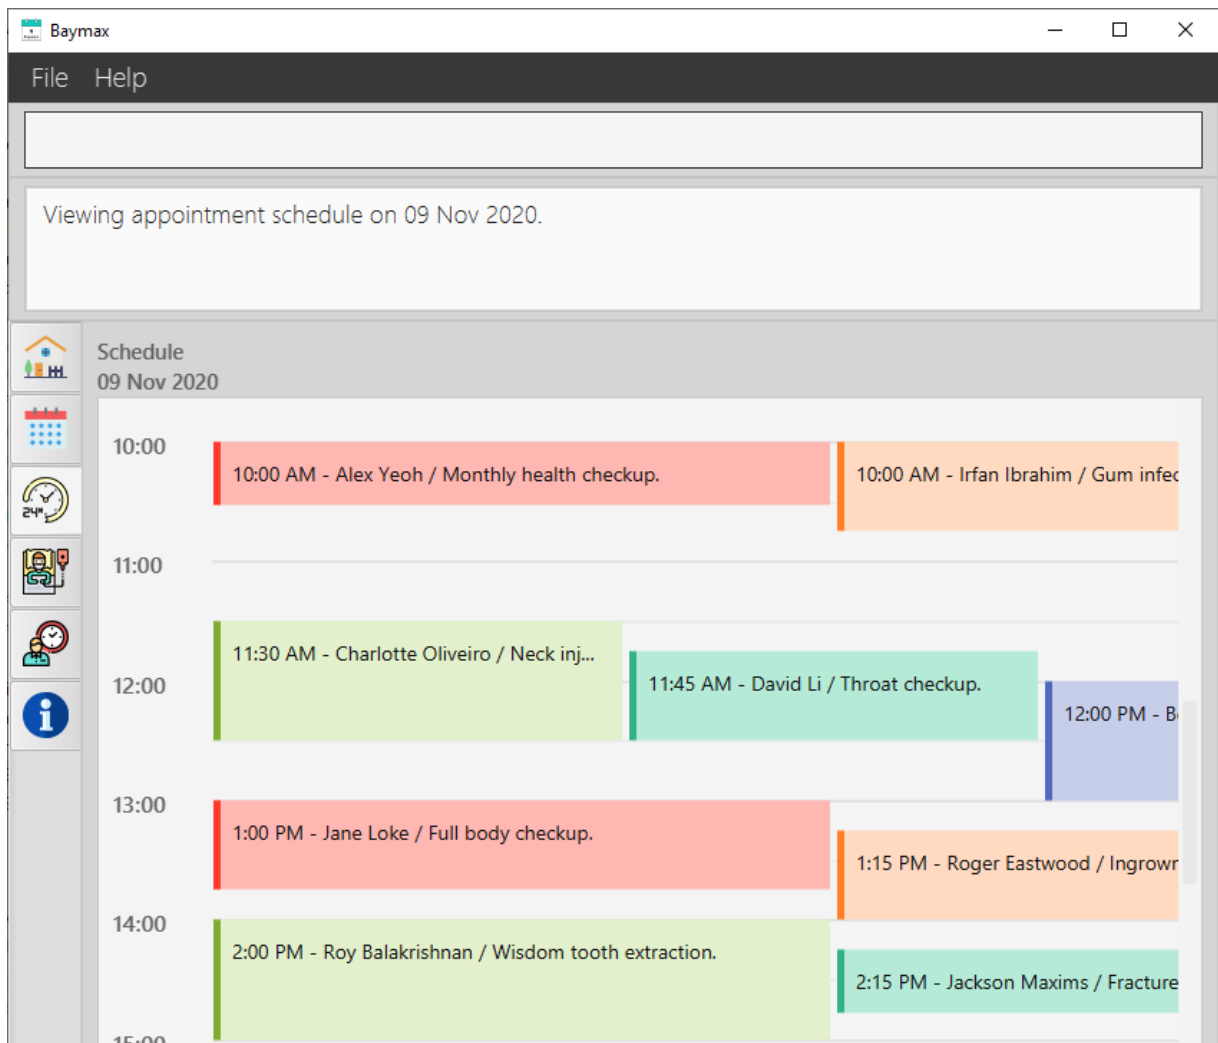 Baymax
File Help
Viewing appointment schedule on 09 Nov 2020.
Schedule
09 Nov 2020
10:00
10:00 AM - Alex Yeoh / Monthly health checkup.
10:00 AM - Irfan Ibrahim / Gum infec
11:00
11:30 AM - Charlotte Oliveiro / Neck inj...
11:45 AM - David Li / Throat checkup.
12:00
12:00 PM - B
13:00
1:00 PM - Jane Loke / Full body checkup.
1:15 PM - Roger Eastwood / Ingrown
14:00
2:00 PM - Roy Balakrishnan / Wisdom tooth extraction.
2:15 PM - Jackson Maxims / Fracture
15:00